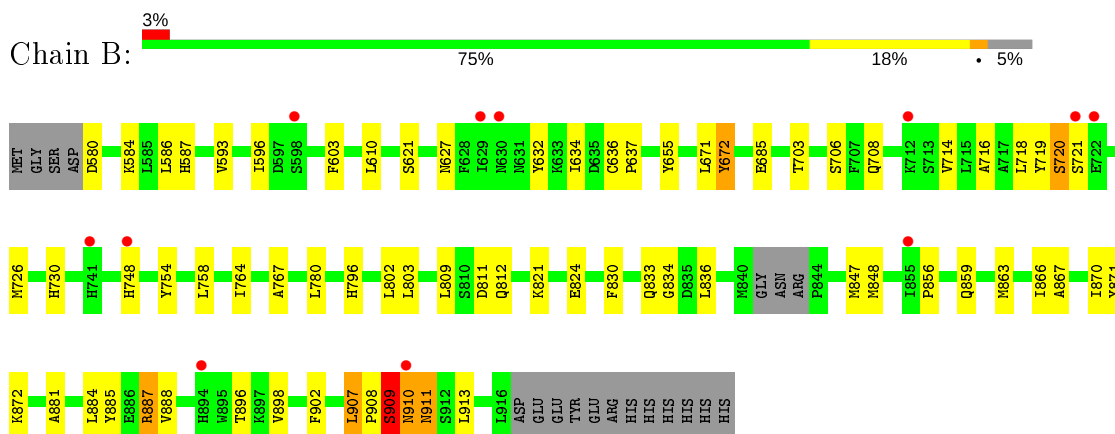 3%
Chain B:
75% 18% • 5%
MET GLY SER ASP D580 K584 L585 L586 H587 V593 I596 D597 S598 F603 L610 S621 N627 F628 I629 N630 N631 Y632 K633 I634 D635 C636 P637 Y655 L671 Y672 E685 T703 S706 F707 Q708 K712 S713 V714 L715 A716 A717 L718 Y719 S720 S721 E722
M726 H730 H741 H748 Y754 L758 I764 A767 L780 H796 L802 L803 L809 S810 D811 Q812 K821 E824 F830 Q833 G834 D835 L836 M840 GLY ASN ARG P844 M847 M848 I855 P856 Q859 M863 I866 A867 I870
K872 A881 L884 Y885 E886 R887 V888 H894 W895 T896 K897 V898 F902 L907 P908 S909 N910 N911 S912 L913 L916 ASP GLU GLU TYR GLU ARG HIS HIS HIS HIS HIS HIS